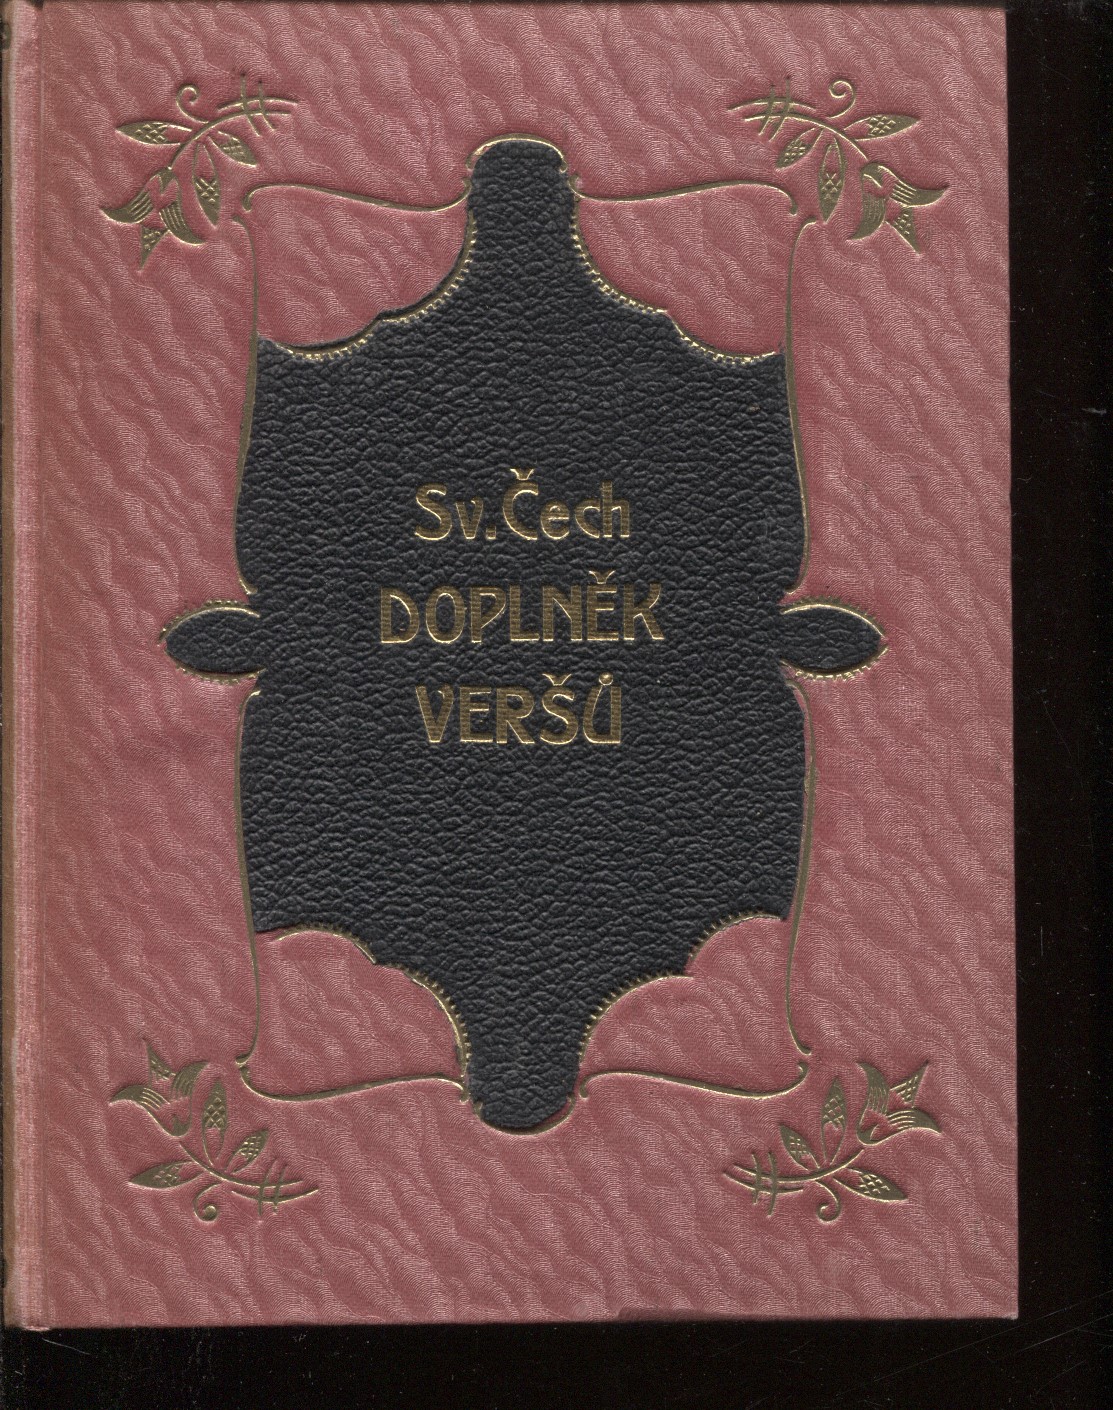 Sv. Čech
DOPLNĚK
VERŠŮ